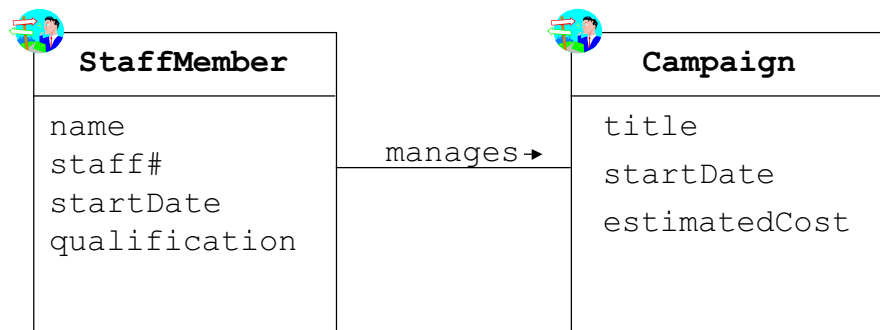 StaffMember
name
staff#
startDate
qualification
manages
Campaign
title
startDate
estimatedCost